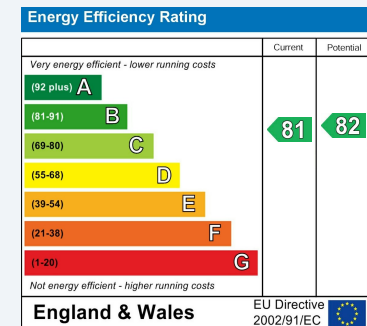 Energy Efficiency Rating
Current Potential
Very energy efficient - lower running costs
(92 plus) A
(81-91) B
(69-80) C
(55-68) D
(39-54) E
(21-38) F
(1-20) G
81 82
Not energy efficient - higher running costs
England & Wales
EU Directive
2002/91/EC